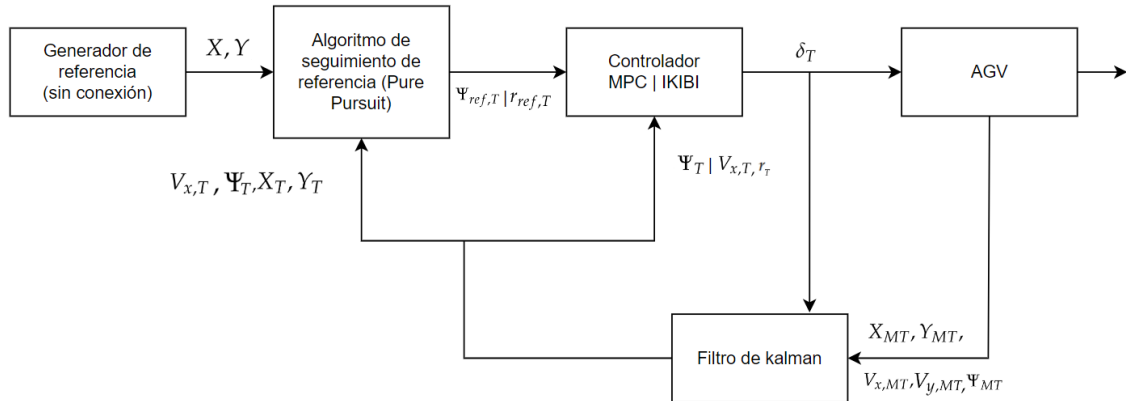 Generador de
referencia
(sin conexión)
X, Y
Algoritmo de
seguimiento de
referencia (Pure
Pursuit)
Ψ_{ref,T} | r_{ref,T}
Controlador
MPC | IKIBI
δ_T
AGV
V_{x,T} , Ψ_T, X_T, Y_T
Ψ_T | V_{x,T}, r_T
Filtro de kalman
X_{MT}, Y_{MT},
V_{x,MT}, V_{y,MT}, Ψ_{MT}